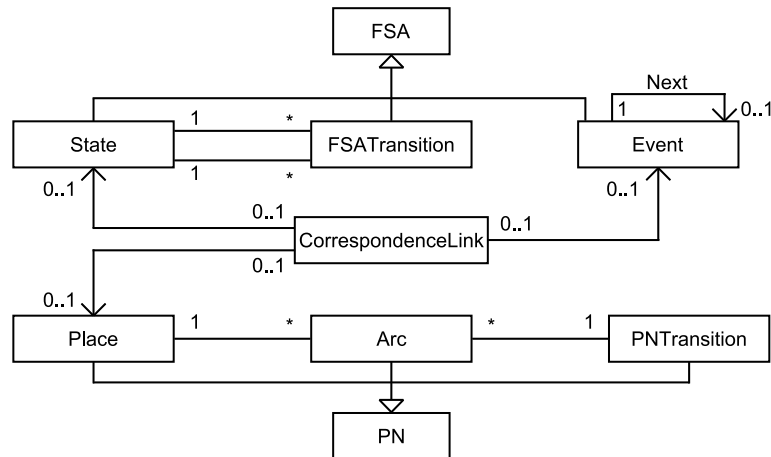 FSA
Next
1 0..1
State
1 *
FSATransition
Event
1 *
0..1
0..1
0..1
CorrespondenceLink
0..1
0..1
0..1
Place
1 *
Arc
* 1
PNTransition
PN